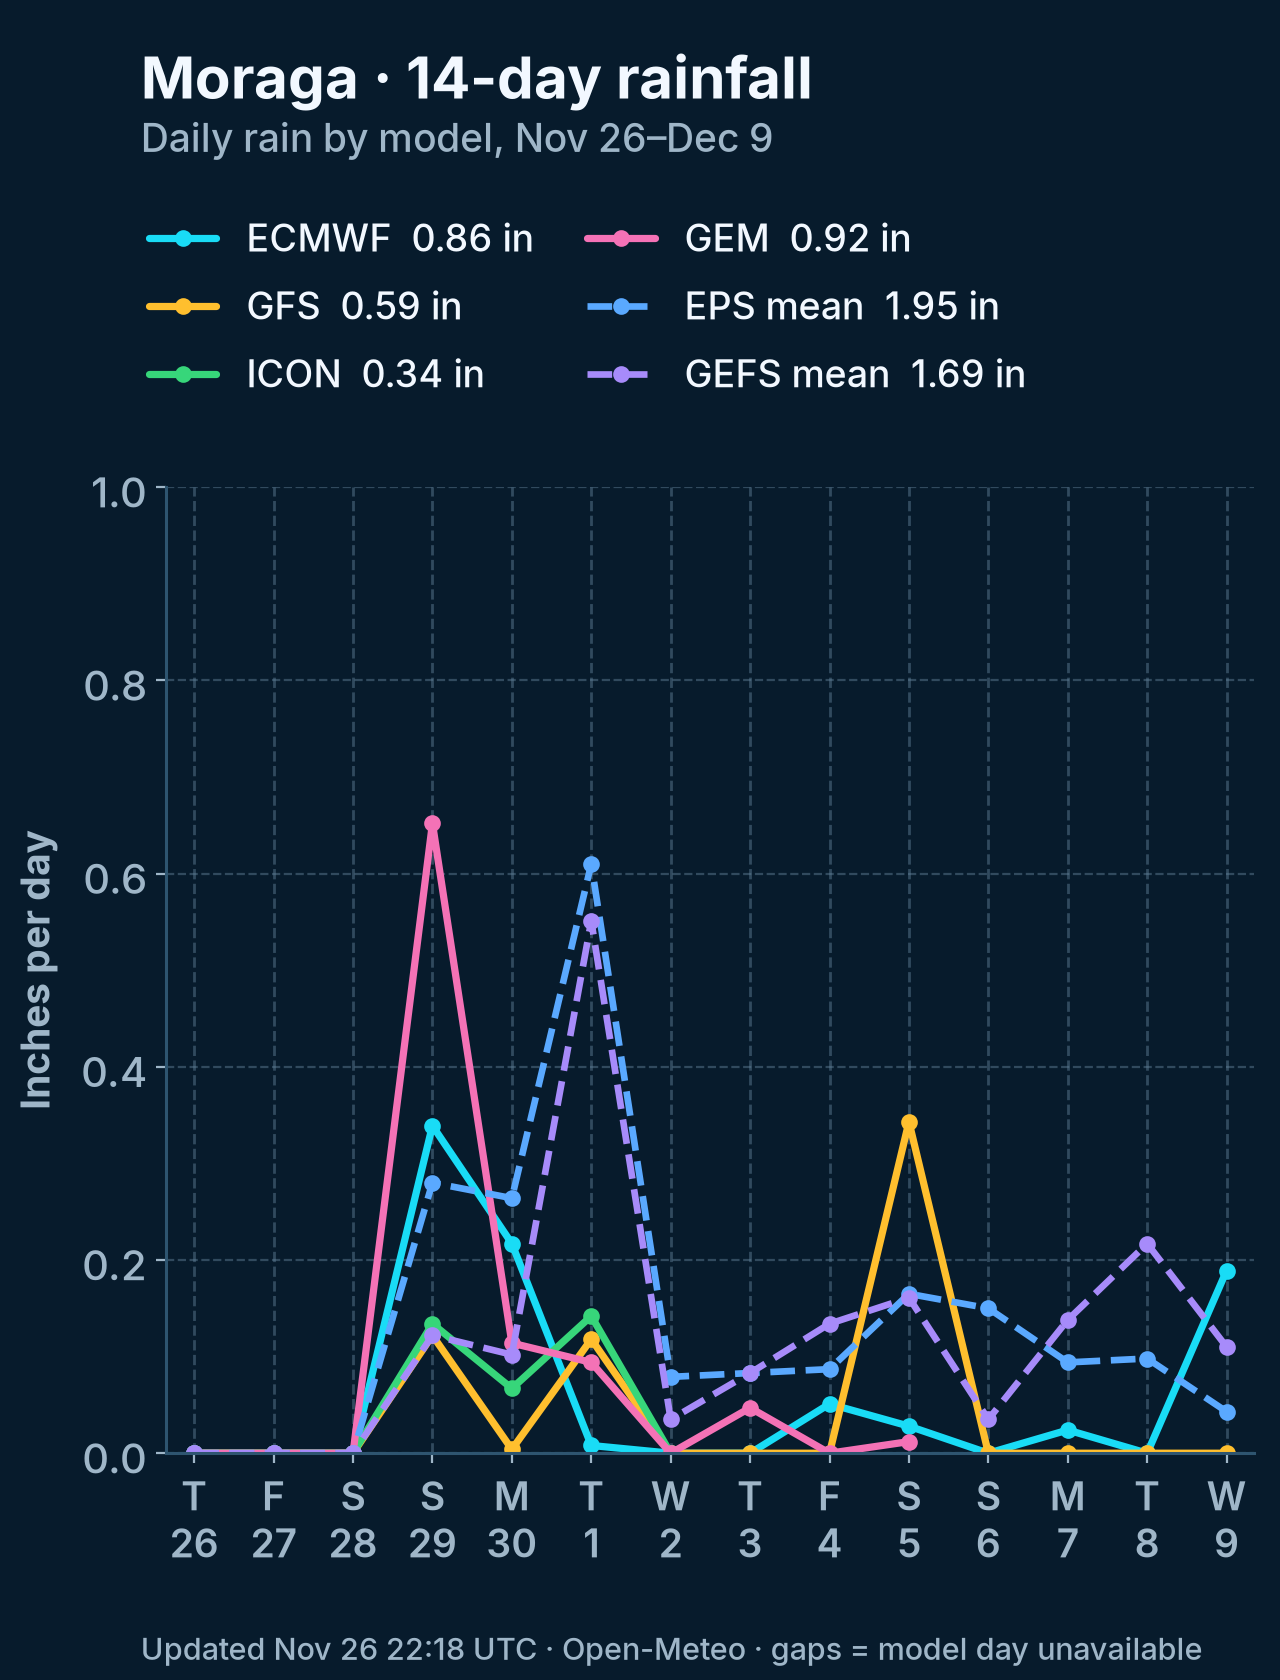 Moraga · 14-day rainfall
Daily rain by model, Nov 26–Dec 9
ECMWF 0.86 in
GEM 0.92 in
GFS 0.59 in
EPS mean 1.95 in
ICON 0.34 in
GEFS mean 1.69 in
Inches per day
1.0
0.8
0.6
0.4
0.2
0.0
T F S S M T W T F S S M T W
26 27 28 29 30 1 2 3 4 5 6 7 8 9
Updated Nov 26 22:18 UTC · Open-Meteo · gaps = model day unavailable